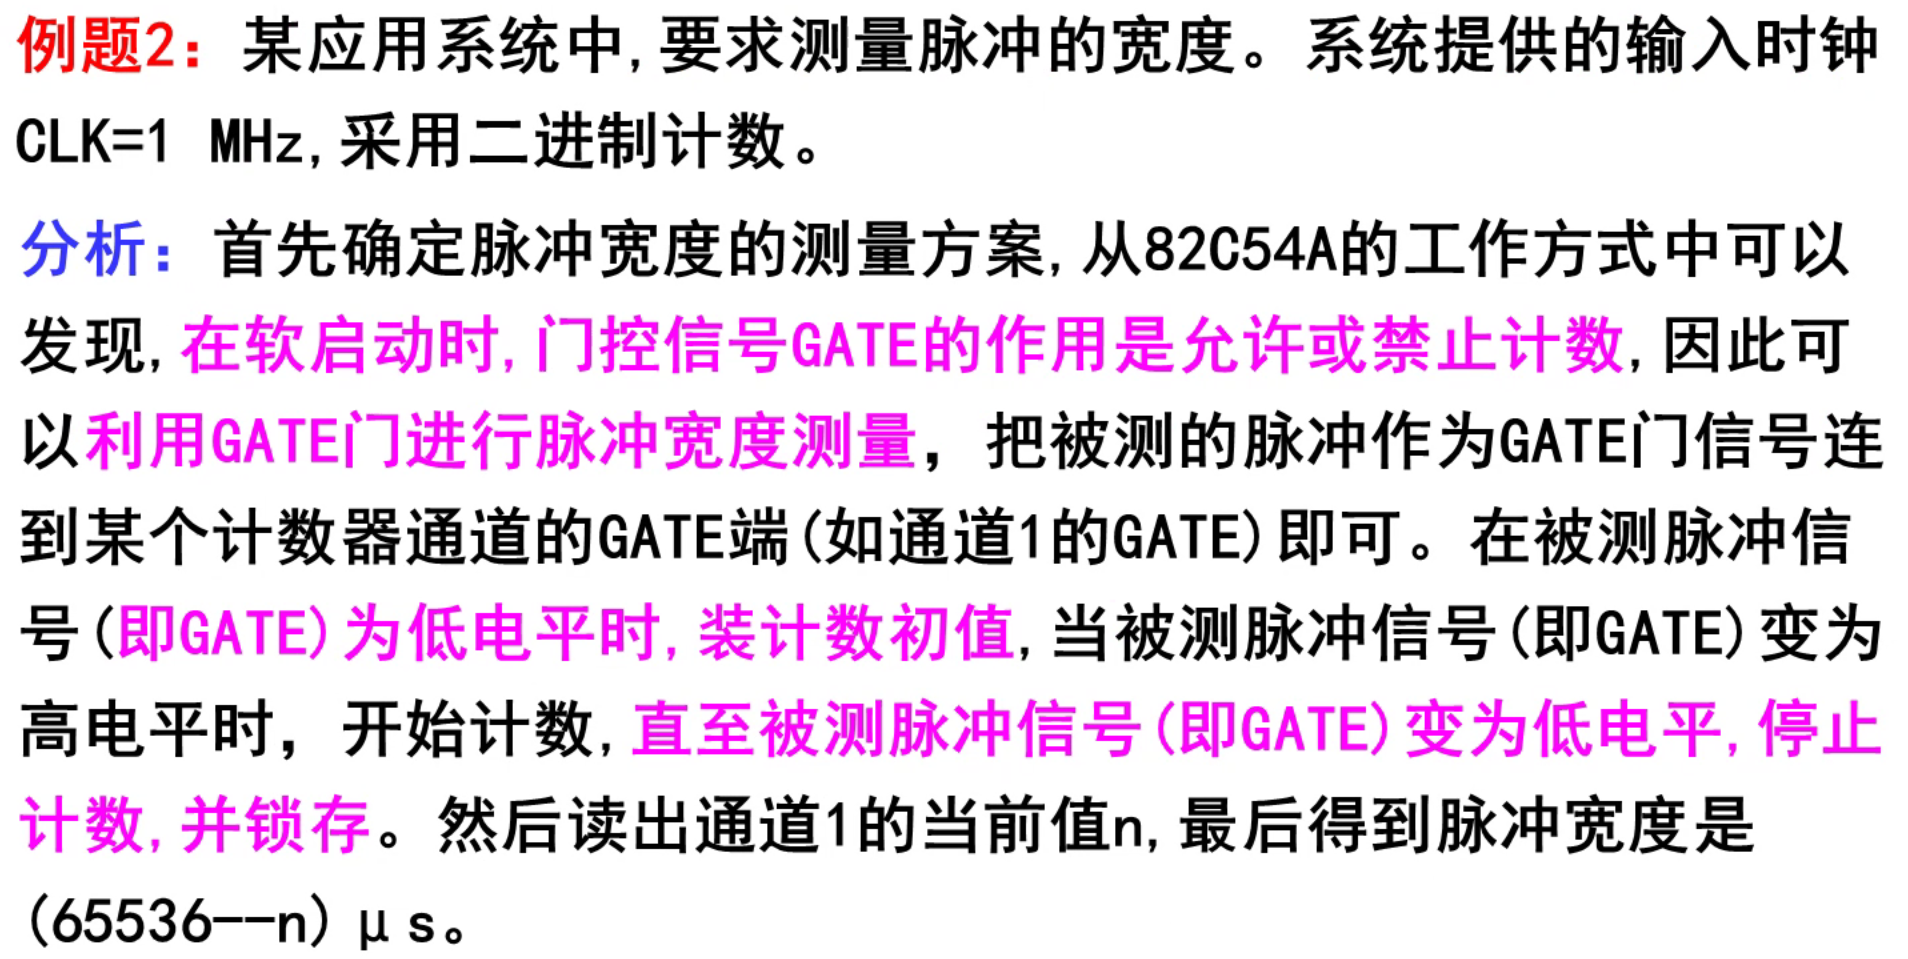 例题2：某应用系统中,要求测量脉冲的宽度。系统提供的输入时钟
CLK=1 MHz,采用二进制计数。
分析：首先确定脉冲宽度的测量方案,从82C54A的工作方式中可以
发现,在软启动时,门控信号GATE的作用是允许或禁止计数,因此可
以利用GATE门进行脉冲宽度测量，把被测的脉冲作为GATE门信号连
到某个计数器通道的GATE端(如通道1的GATE)即可。在被测脉冲信
号(即GATE)为低电平时,装计数初值,当被测脉冲信号(即GATE)变为
高电平时，开始计数,直至被测脉冲信号(即GATE)变为低电平,停止
计数,并锁存。然后读出通道1的当前值n,最后得到脉冲宽度是
(65536--n)μs。